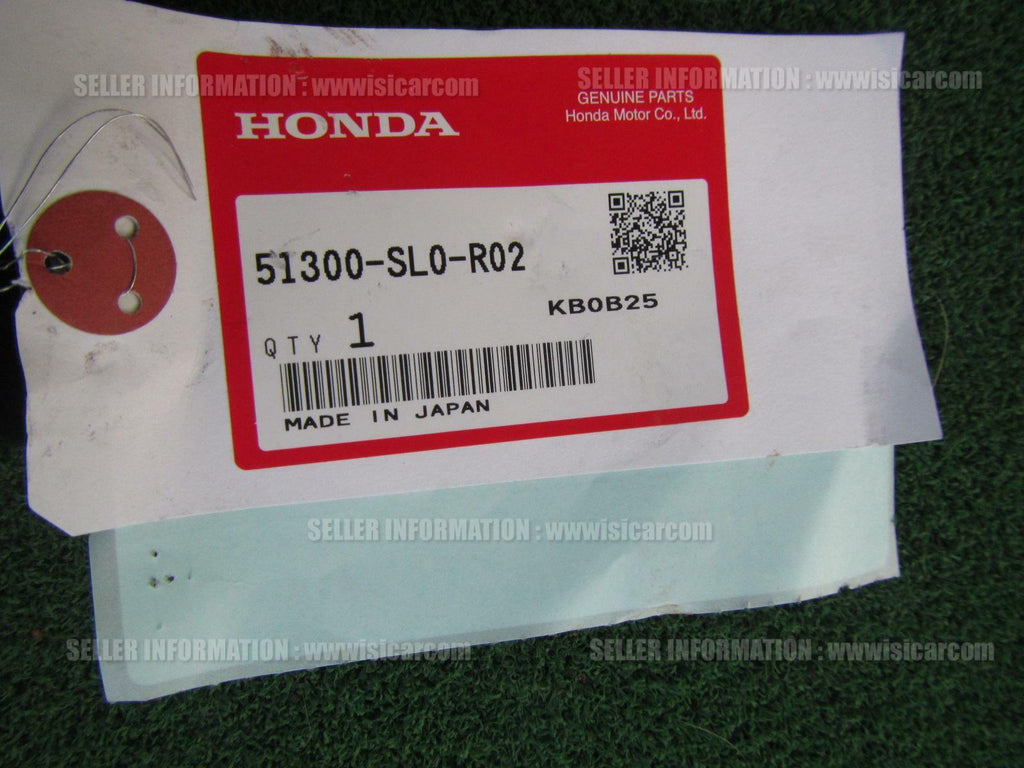 SELLER INFORMATION : wwwisicarcom
SELLER INFORMATION : wwwisicarcom
HONDA
GENUINE PARTS
Honda Motor Co., Ltd.
51300-SL0-R02
KB0B25
QTY 1
MADE IN JAPAN
SELLER INFORMATION : wwwisicarcom
SELLER INFORMATION : wwwisicarcom
SELLER INFORMATION : wwwisicarcom